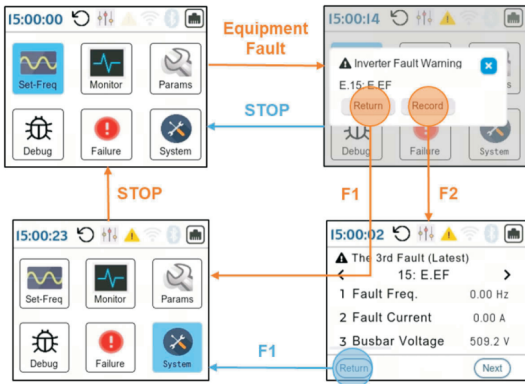 15:00:00
Set-Freq
Monitor
Params
Debug
Failure
System
Equipment
Fault
15:00:14
Inverter Fault Warning
E.15: E.EF
Return
Record
Debug
Failure
System
STOP
STOP
F1
F2
15:00:23
Set-Freq
Monitor
Params
Debug
Failure
System
F1
15:00:02
The 3rd Fault (Latest)
< 15: E.EF >
1 Fault Freq. 0.00 Hz
2 Fault Current 0.00 A
3 Busbar Voltage 509.2 V
Return
Next